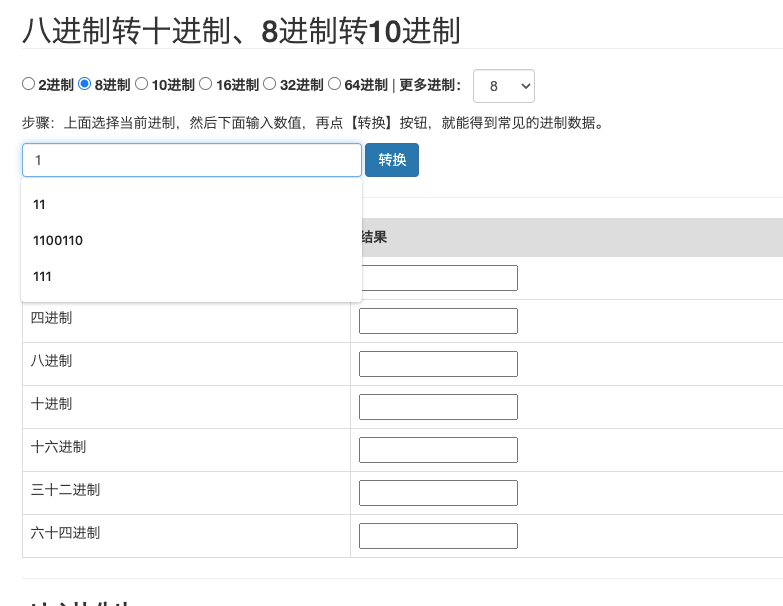 八进制转十进制、8进制转10进制
2进制 8进制 10进制 16进制 32进制 64进制 | 更多进制： 8
步骤：上面选择当前进制，然后下面输入数值，再点【转换】按钮，就能得到常见的进制数据。
1 转换
11
1100110
111
结果
四进制
八进制
十进制
十六进制
三十二进制
六十四进制